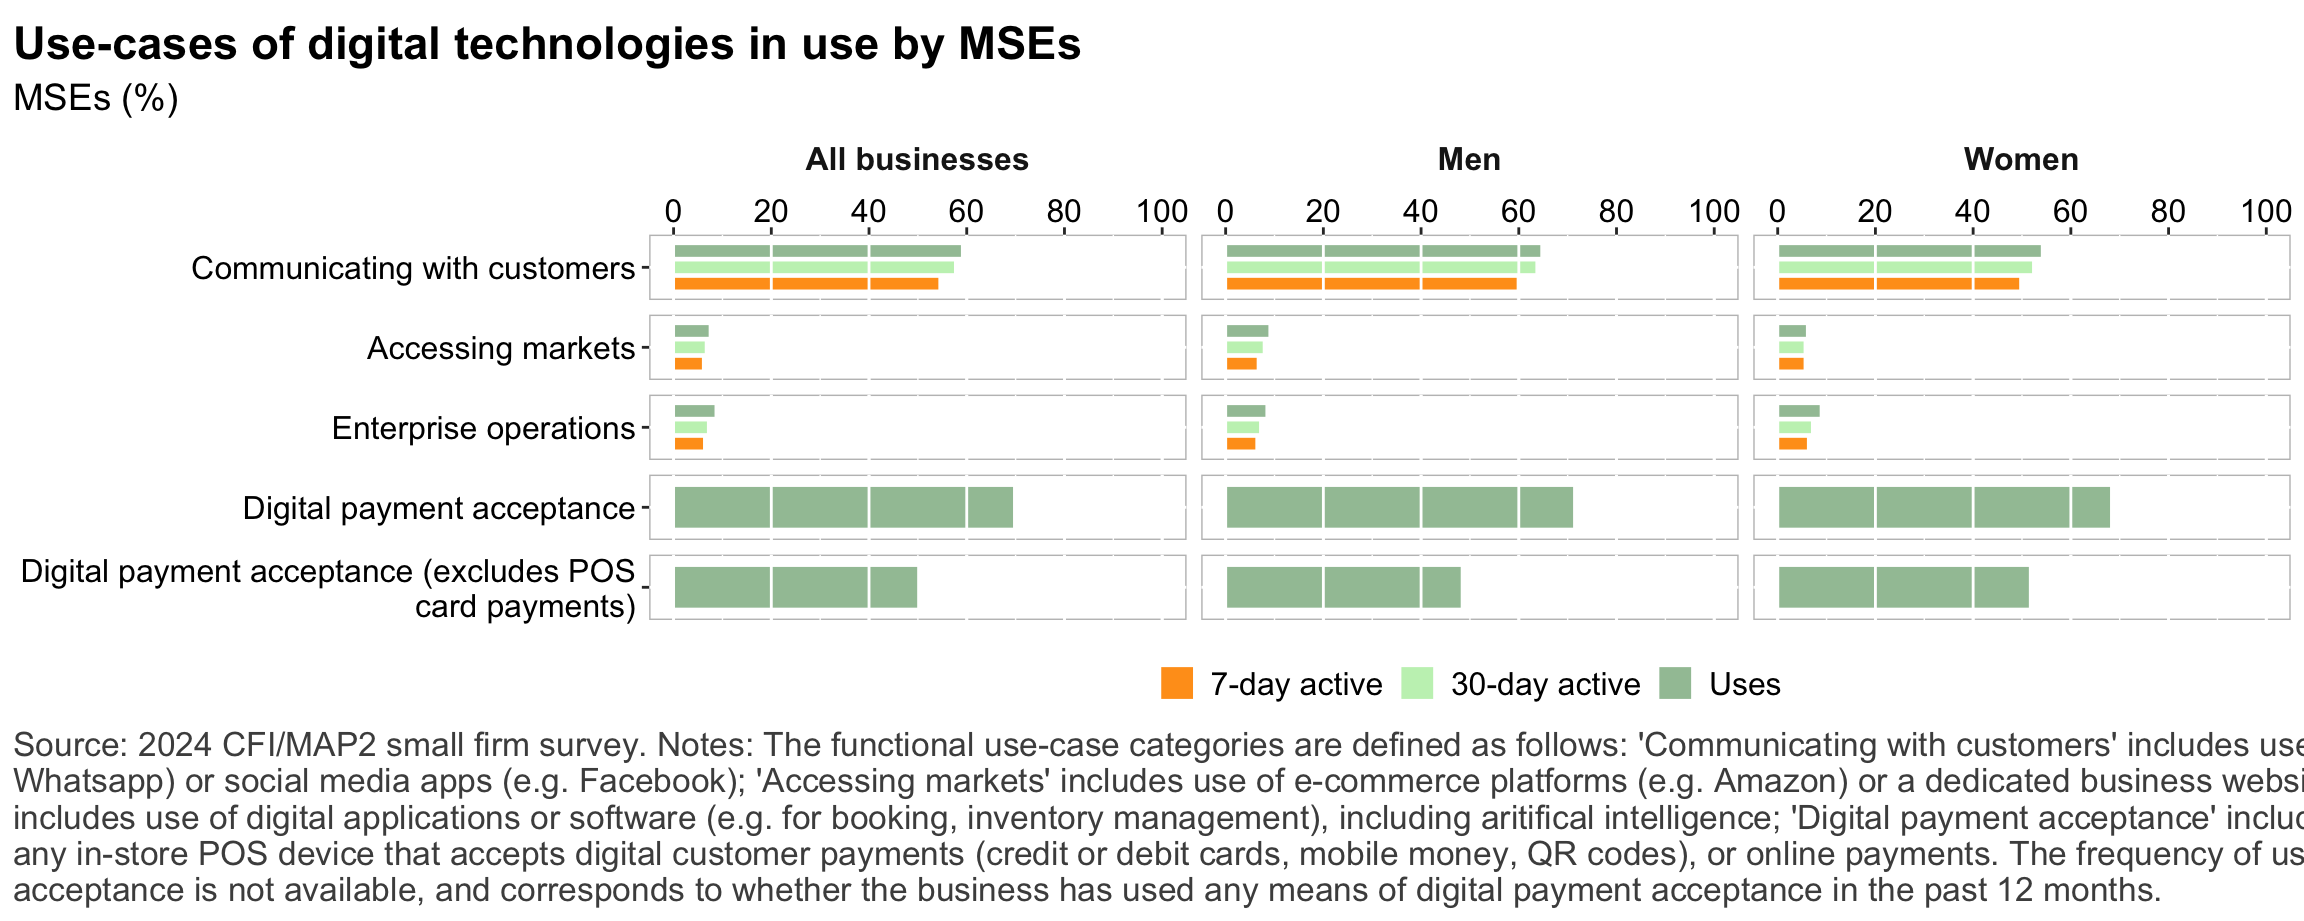 Use-cases of digital technologies in use by MSEs
MSEs (%)
All businesses Men Women
0 20 40 60 80 100 0 20 40 60 80 100 0 20 40 60 80 100
Communicating with customers
Accessing markets
Enterprise operations
Digital payment acceptance
Digital payment acceptance (excludes POS
card payments)
7-day active 30-day active Uses
Source: 2024 CFI/MAP2 small firm survey. Notes: The functional use-case categories are defined as follows: 'Communicating with customers' includes use
Whatsapp) or social media apps (e.g. Facebook); 'Accessing markets' includes use of e-commerce platforms (e.g. Amazon) or a dedicated business websi
includes use of digital applications or software (e.g. for booking, inventory management), including aritifical intelligence; 'Digital payment acceptance' includ
any in-store POS device that accepts digital customer payments (credit or debit cards, mobile money, QR codes), or online payments. The frequency of us
acceptance is not available, and corresponds to whether the business has used any means of digital payment acceptance in the past 12 months.